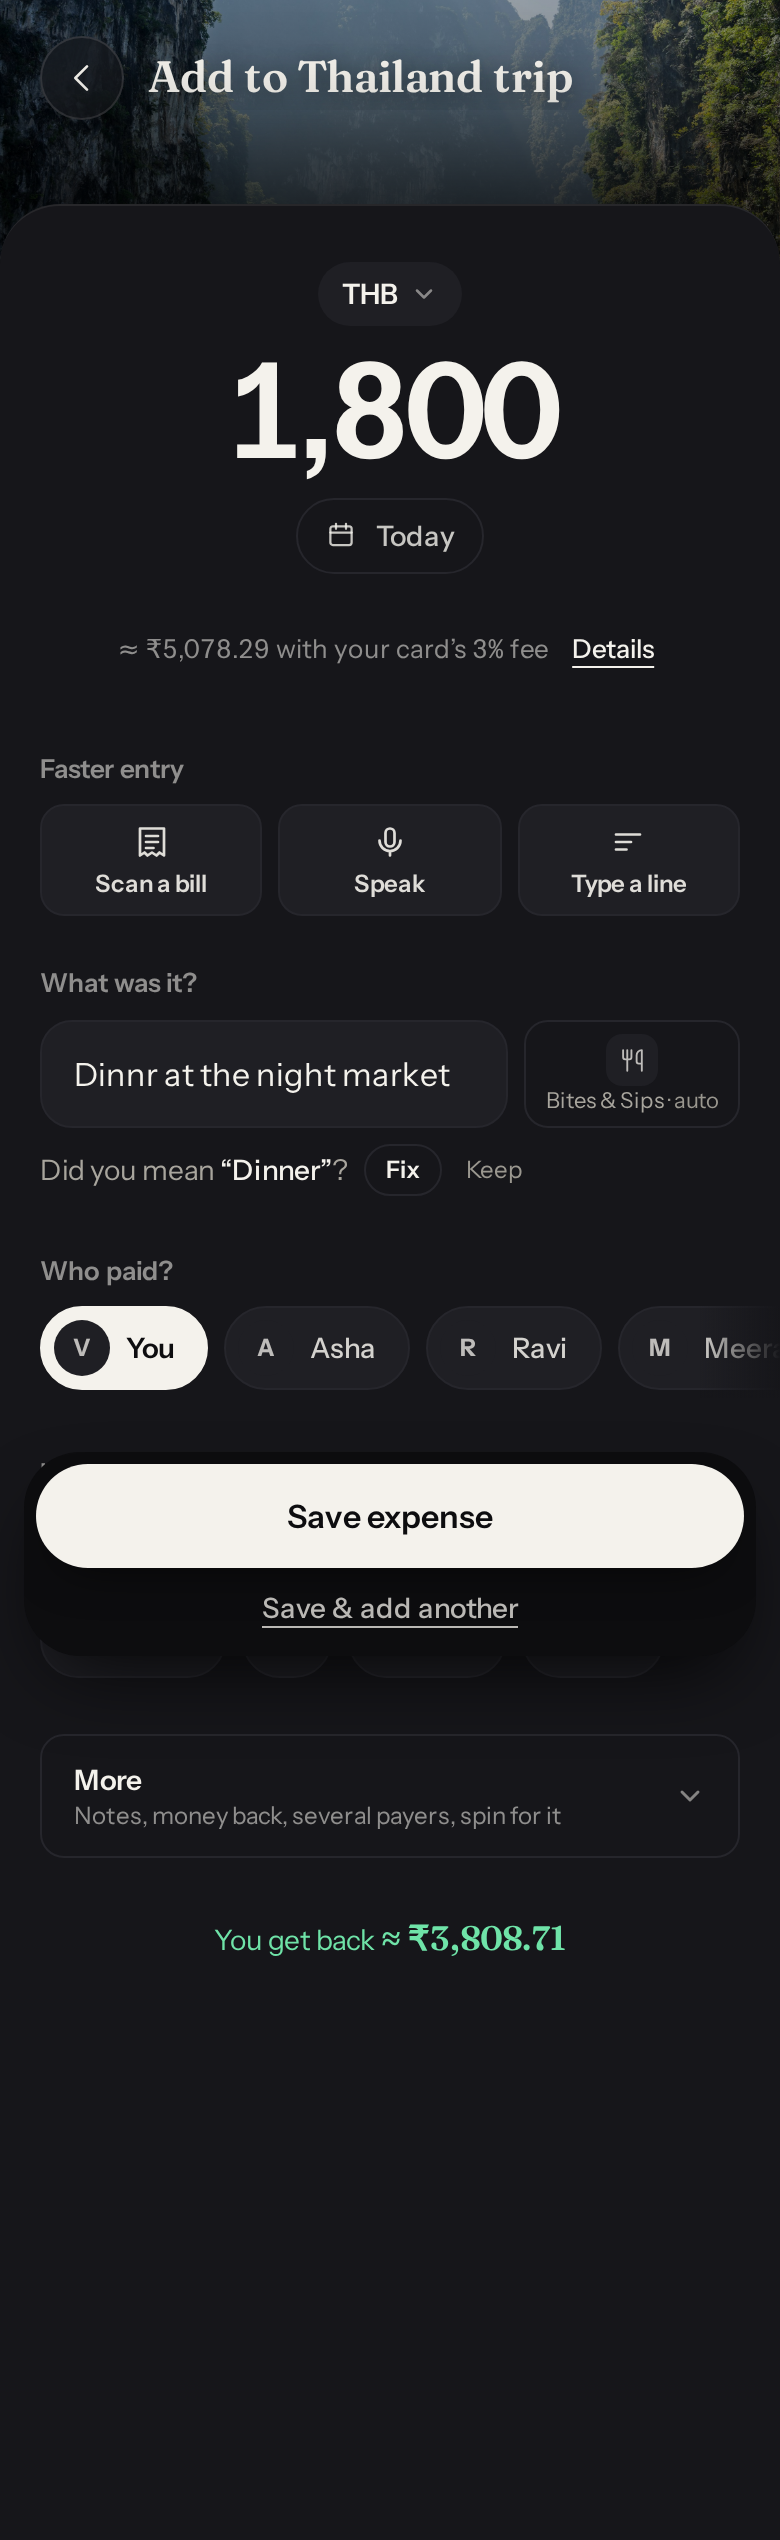 Add to Thailand trip
THB
1,800
Today
≈ ₹5,078.29 with your card’s 3% fee Details
Faster entry
Scan a bill Speak Type a line
What was it?
Dinnr at the night market
Bites & Sips · auto
Did you mean “Dinner”? Fix Keep
Who paid?
V You A Asha R Ravi M Meera
Save expense
Save & add another
More
Notes, money back, several payers, spin for it
You get back ≈ ₹3,808.71